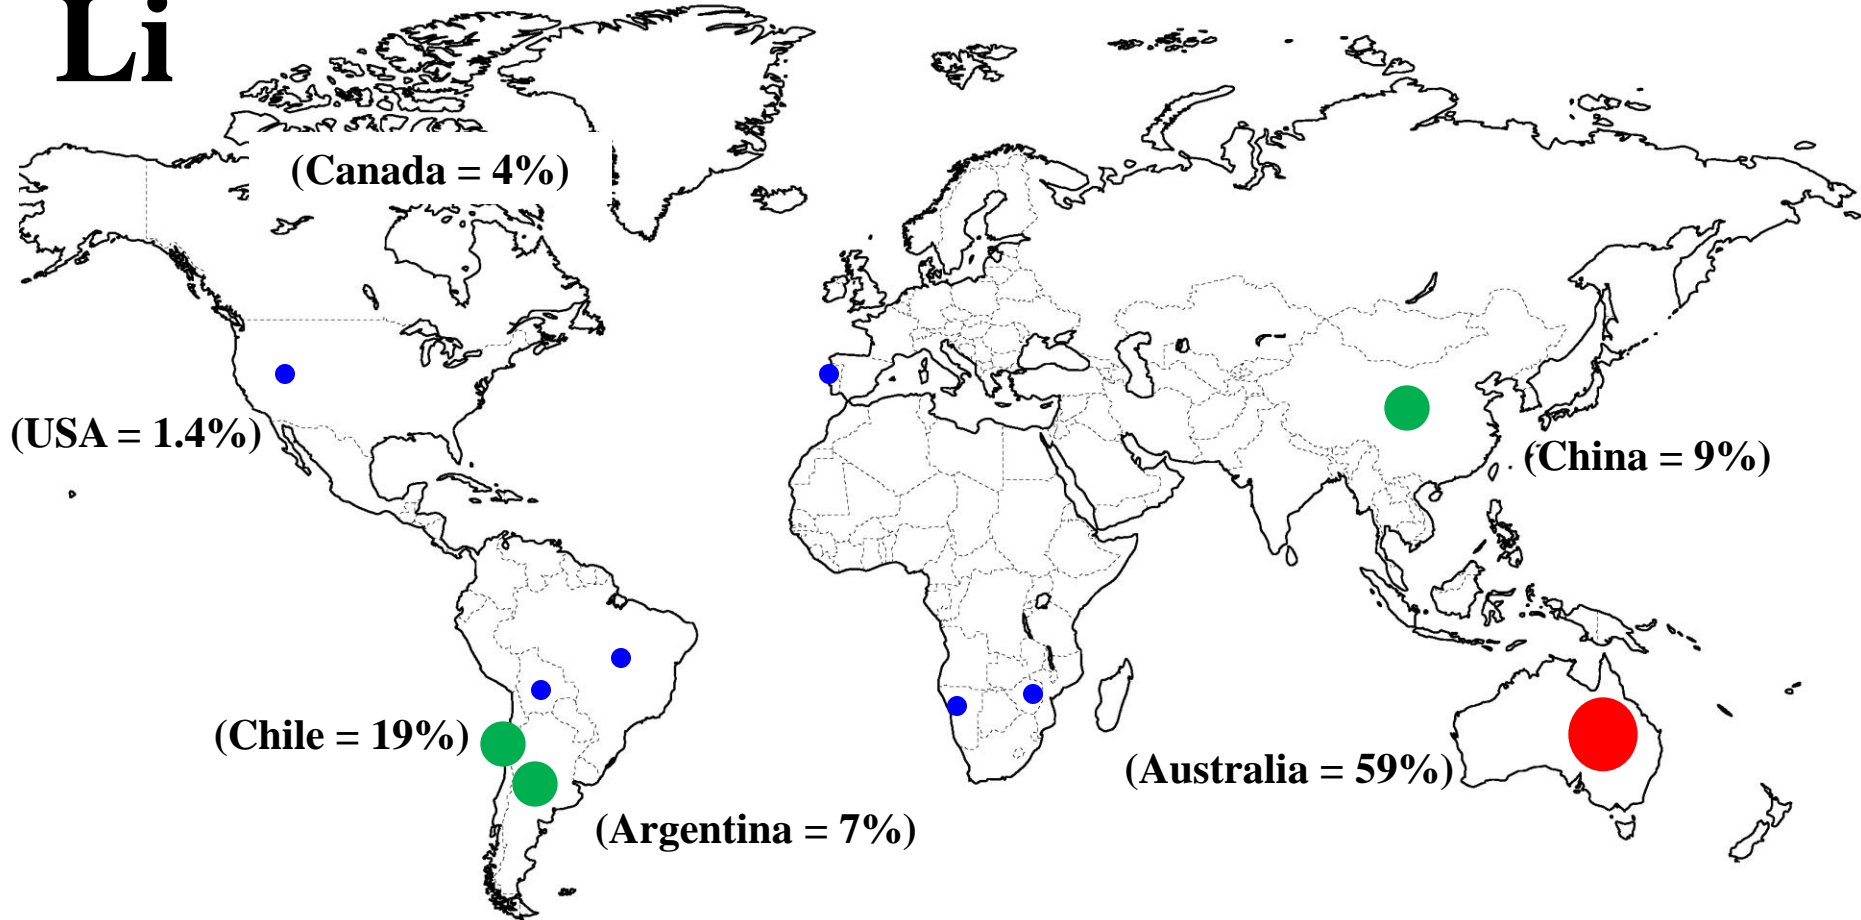 Li
(Canada = 4%)
(USA = 1.4%)
(China = 9%)
(Chile = 19%)
(Australia = 59%)
(Argentina = 7%)